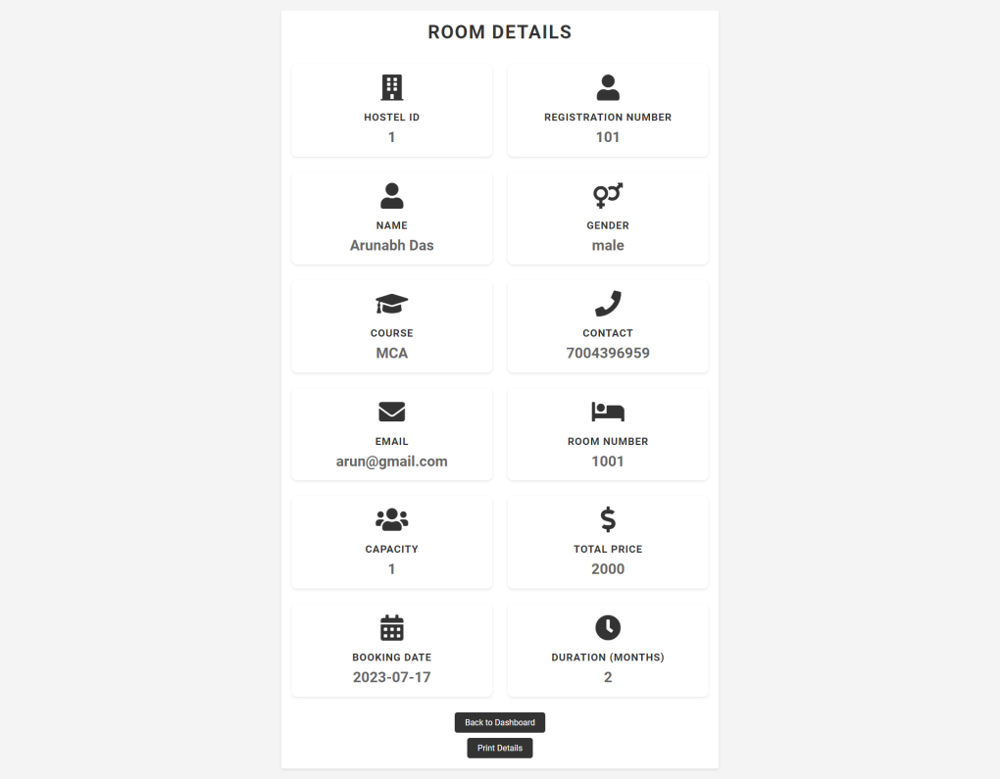 ROOM DETAILS
HOSTEL ID
1
REGISTRATION NUMBER
101
NAME
Arunabh Das
GENDER
male
COURSE
MCA
CONTACT
7004396959
EMAIL
arun@gmail.com
ROOM NUMBER
1001
CAPACITY
1
TOTAL PRICE
2000
BOOKING DATE
2023-07-17
DURATION (MONTHS)
2
Back to Dashboard
Print Details